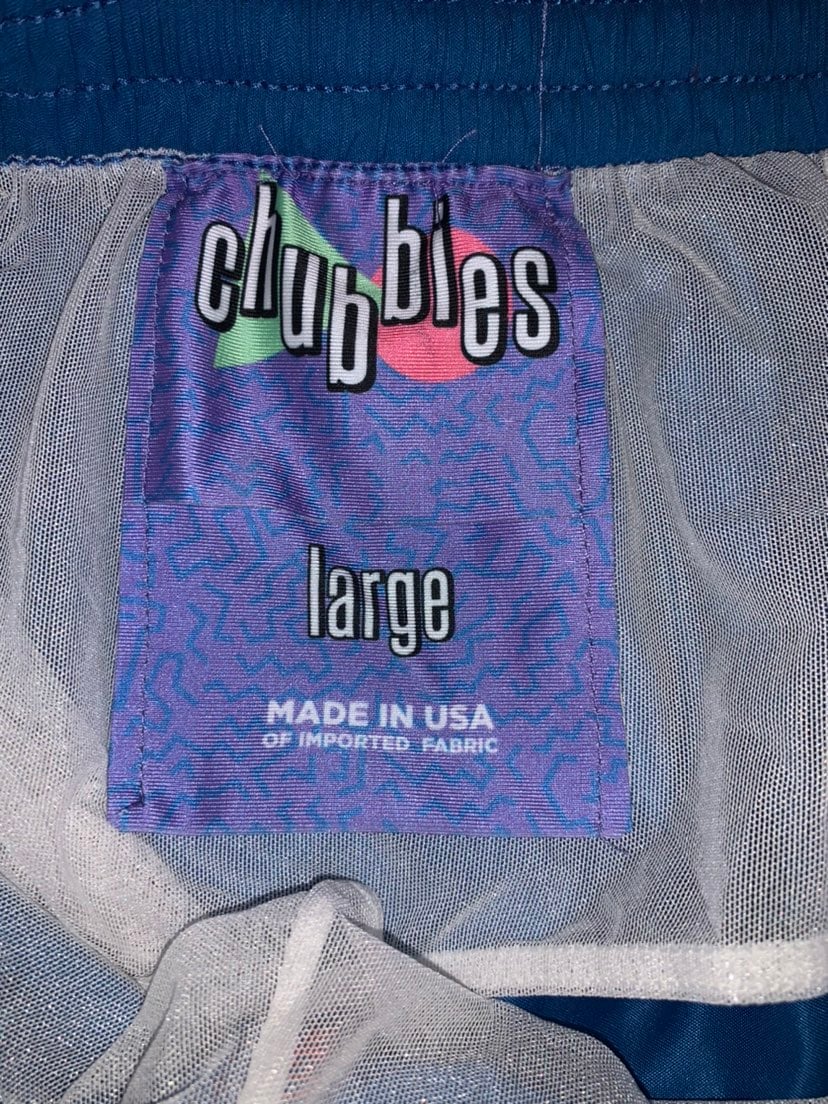 chubbies
large
MADE IN USA
OF IMPORTED FABRIC